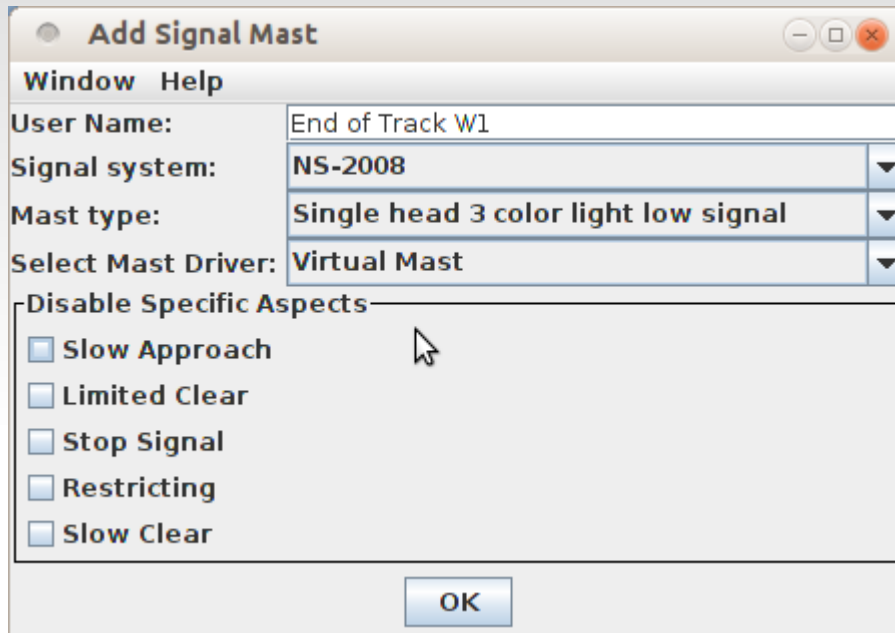 Add Signal Mast
Window Help
User Name: End of Track W1
Signal system: NS-2008
Mast type: Single head 3 color light low signal
Select Mast Driver: Virtual Mast
Disable Specific Aspects
Slow Approach
Limited Clear
Stop Signal
Restricting
Slow Clear
OK